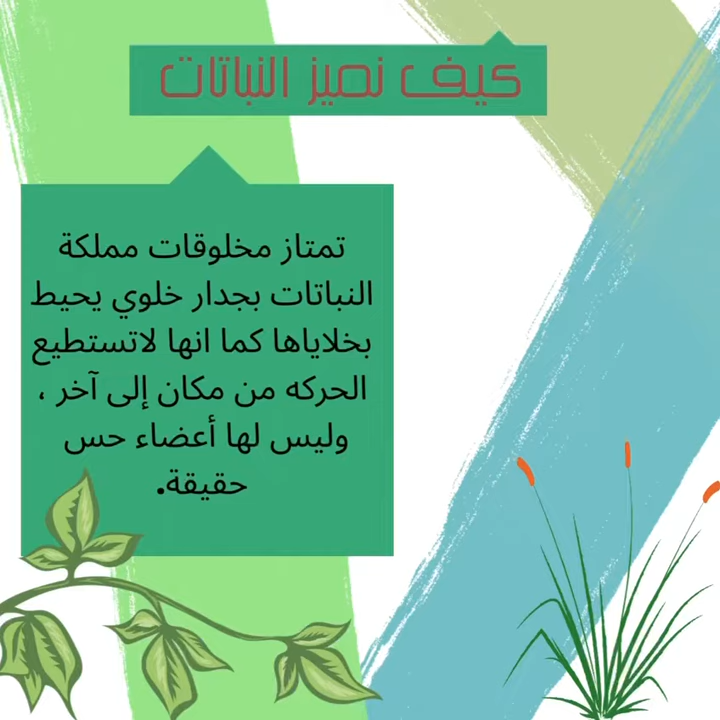 كيف نميز النباتات
تمتاز مخلوقات مملكة
النباتات بجدار خلوي يحيط
بخلاياها كما انها لاتستطيع
الحركه من مكان إلى آخر ،
وليس لها أعضاء حس
حقيقة.